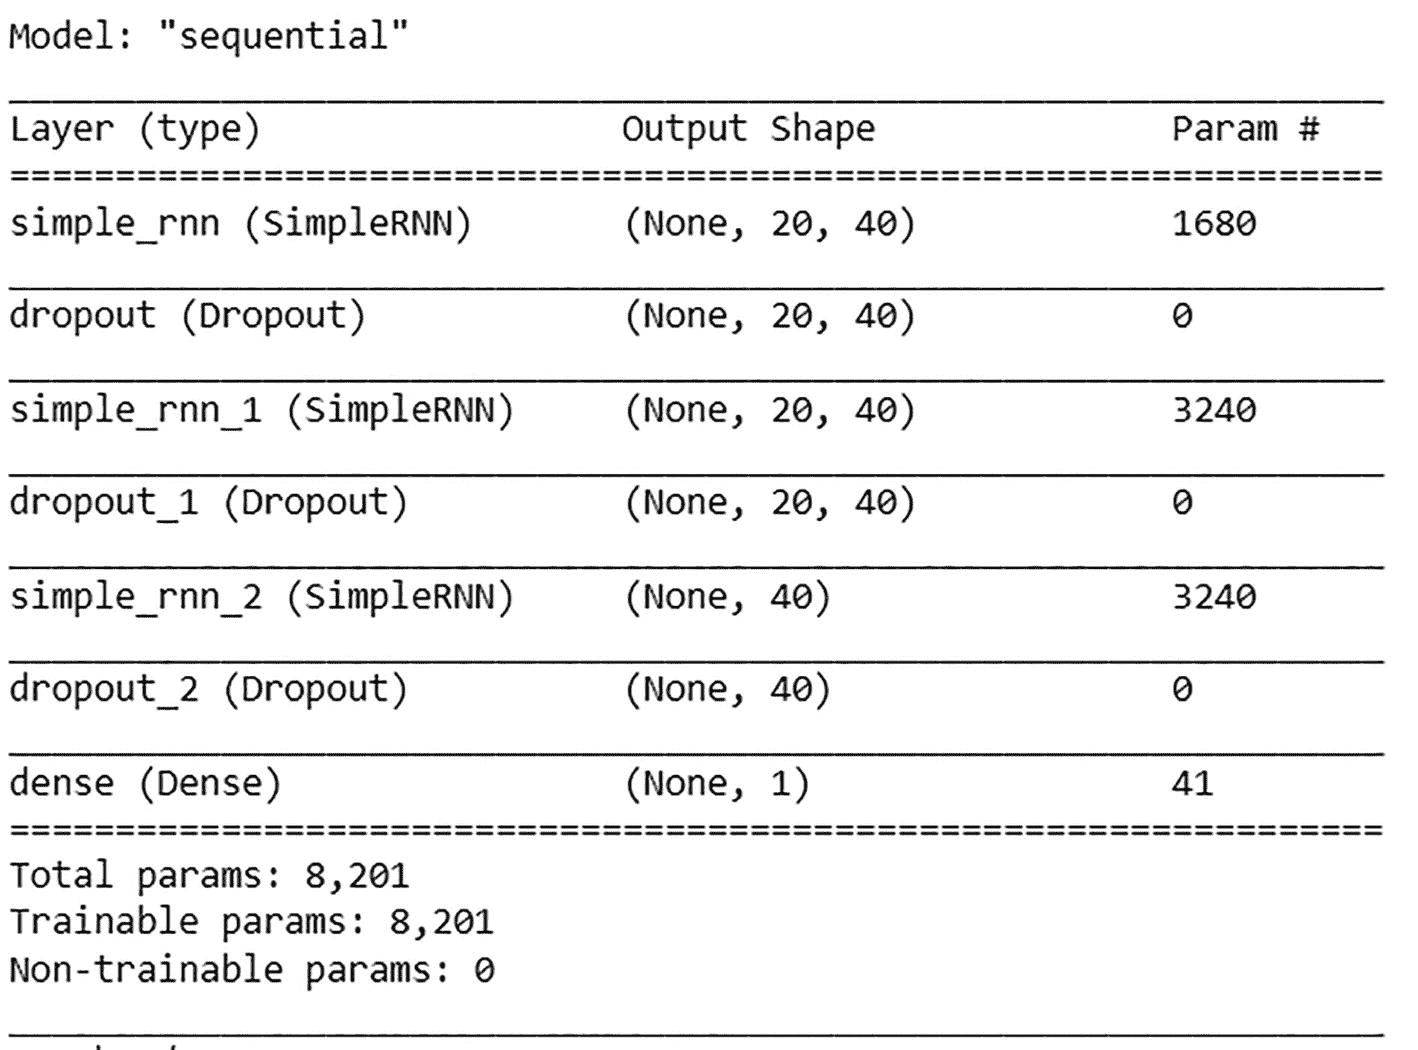 Model: "sequential"
Layer (type) Output Shape Param #
=================================================================
simple_rnn (SimpleRNN) (None, 20, 40) 1680
dropout (Dropout) (None, 20, 40) 0
simple_rnn_1 (SimpleRNN) (None, 20, 40) 3240
dropout_1 (Dropout) (None, 20, 40) 0
simple_rnn_2 (SimpleRNN) (None, 40) 3240
dropout_2 (Dropout) (None, 40) 0
dense (Dense) (None, 1) 41
=================================================================
Total params: 8,201
Trainable params: 8,201
Non-trainable params: 0